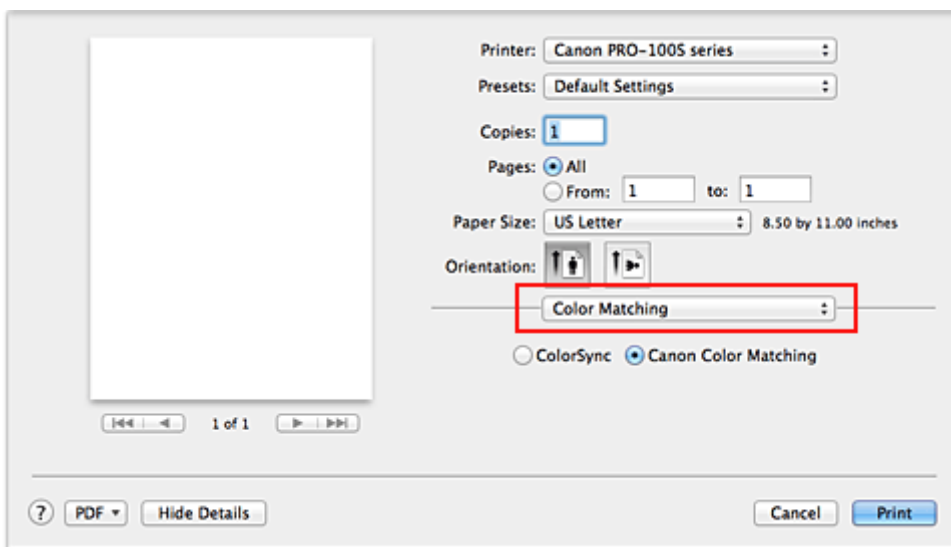 Printer: Canon PRO-100S series
Presets: Default Settings
Copies: 1
Pages: All
From: 1 to: 1
Paper Size: US Letter 8.50 by 11.00 inches
Orientation:
Color Matching
ColorSync Canon Color Matching
1 of 1
? PDF Hide Details Cancel Print